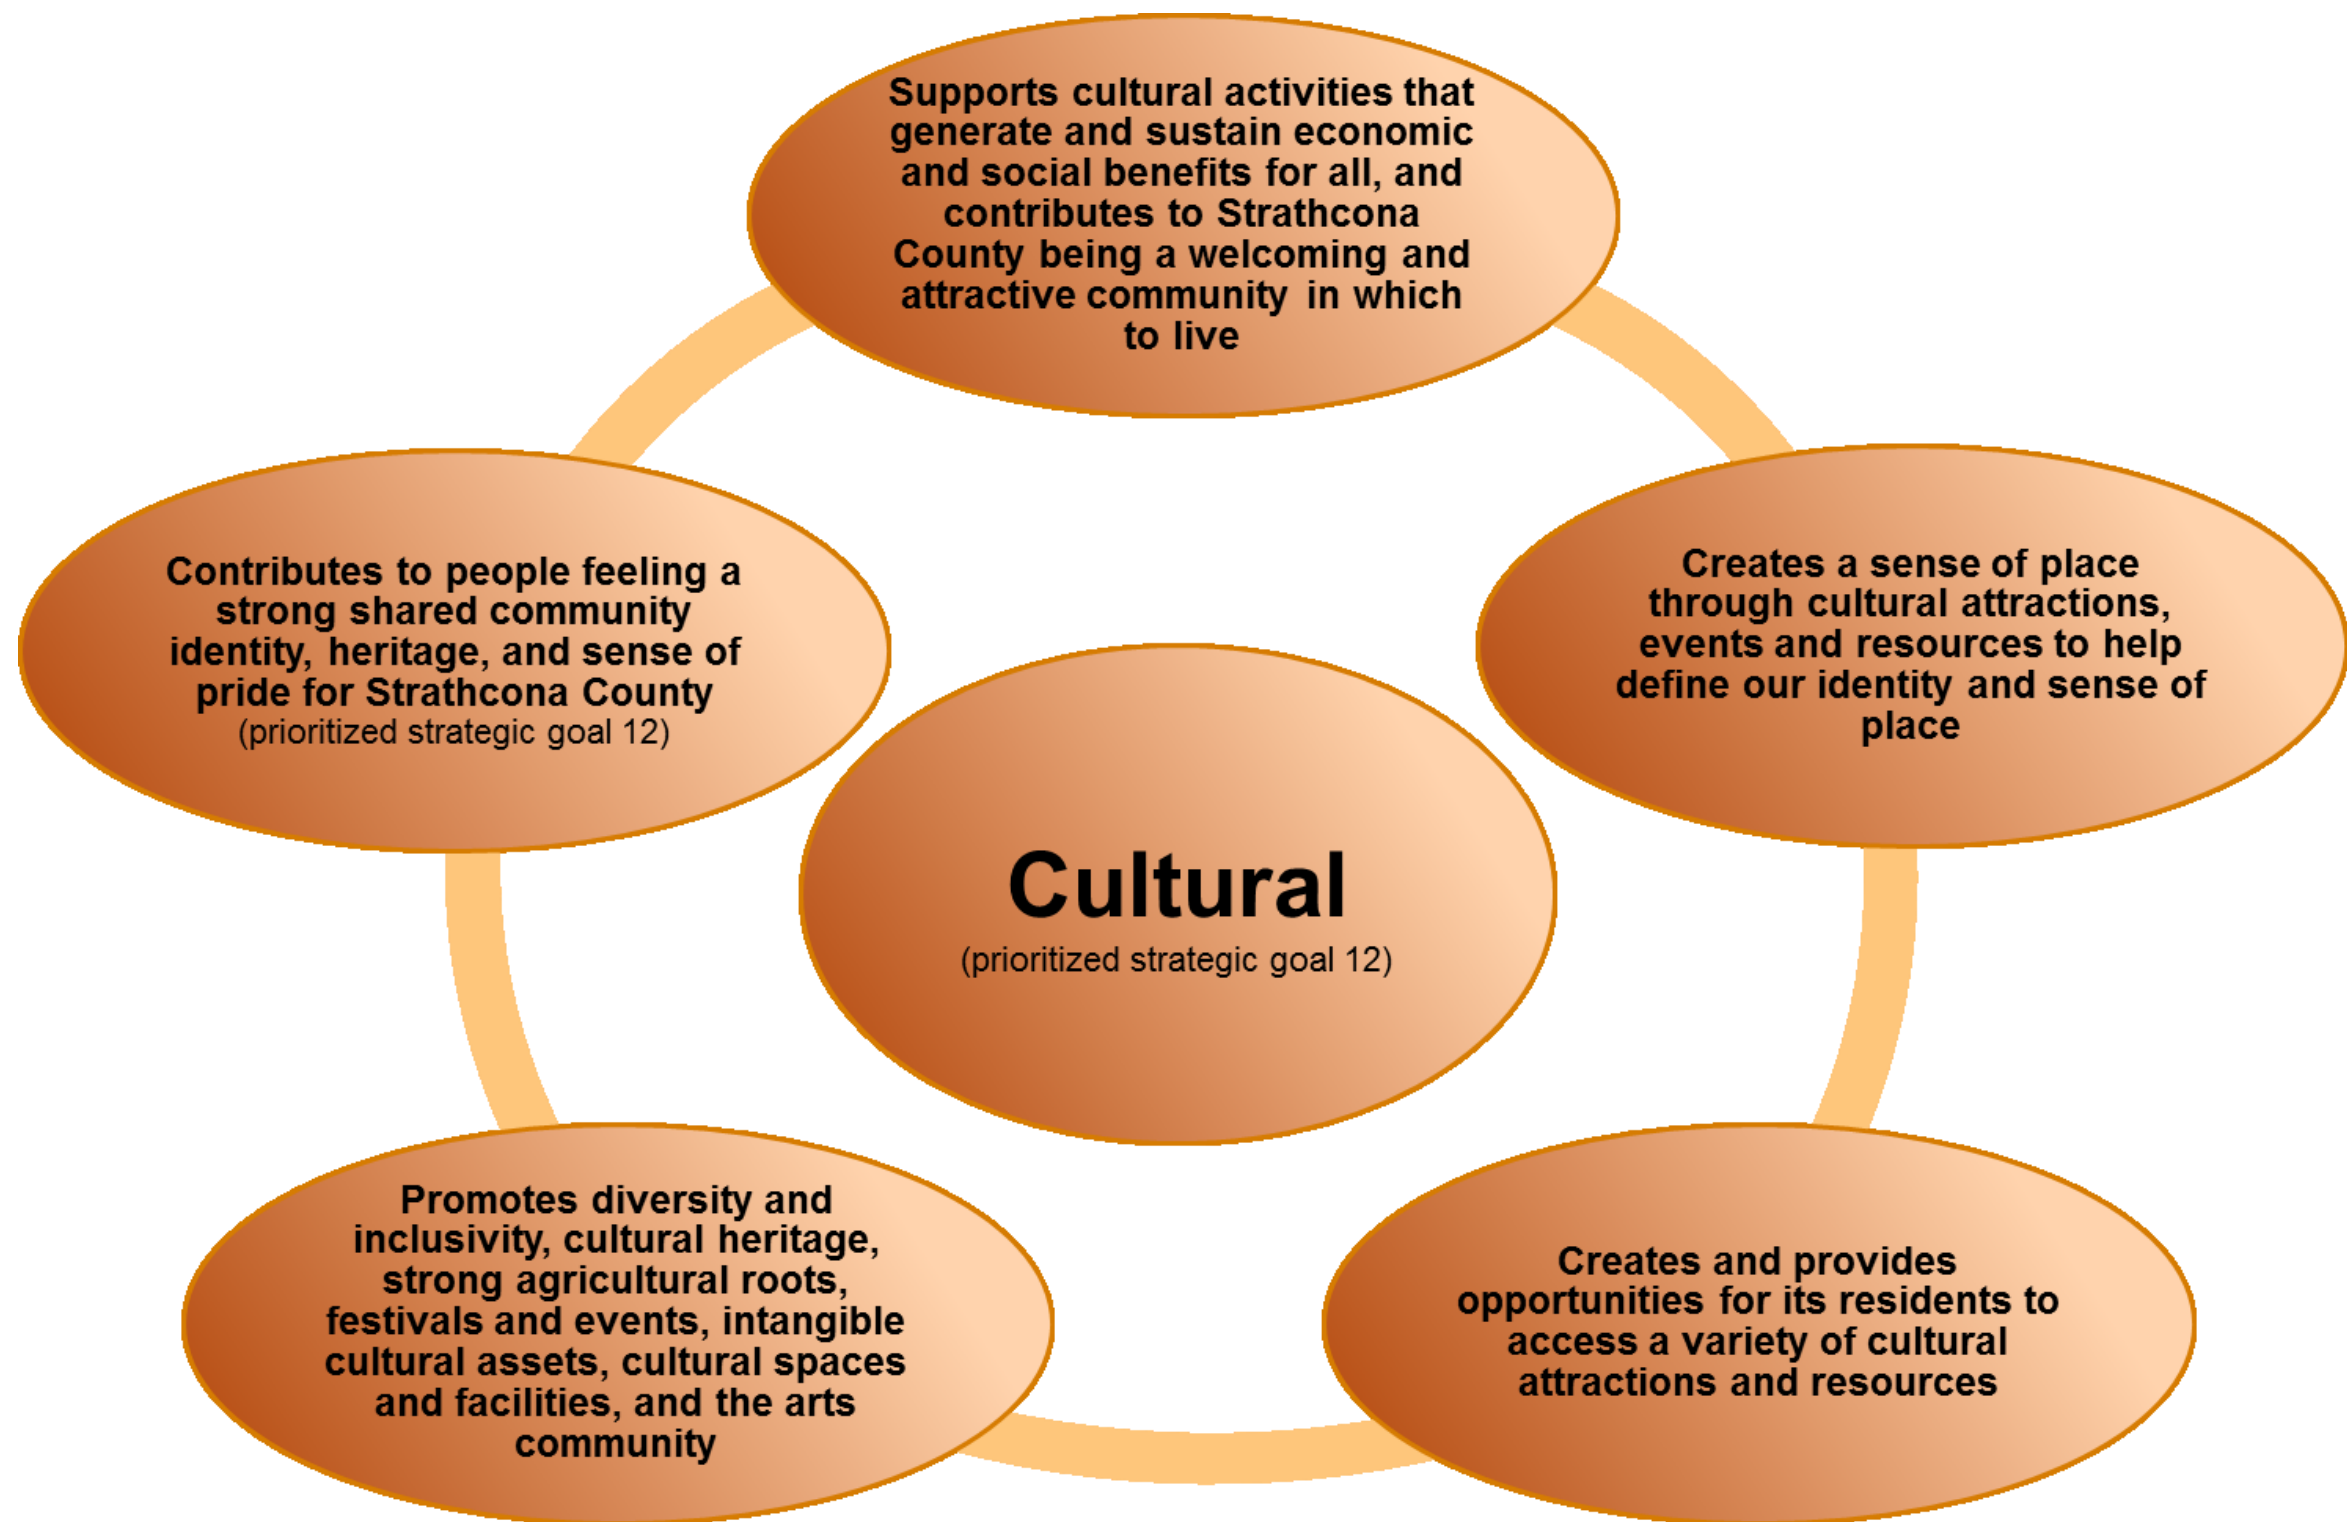 Supports cultural activities that
generate and sustain economic
and social benefits for all, and
contributes to Strathcona
County being a welcoming and
attractive community in which
to live
Contributes to people feeling a
strong shared community
identity, heritage, and sense of
pride for Strathcona County
(prioritized strategic goal 12)
Creates a sense of place
through cultural attractions,
events and resources to help
define our identity and sense of
place
Cultural
(prioritized strategic goal 12)
Promotes diversity and
inclusivity, cultural heritage,
strong agricultural roots,
festivals and events, intangible
cultural assets, cultural spaces
and facilities, and the arts
community
Creates and provides
opportunities for its residents to
access a variety of cultural
attractions and resources